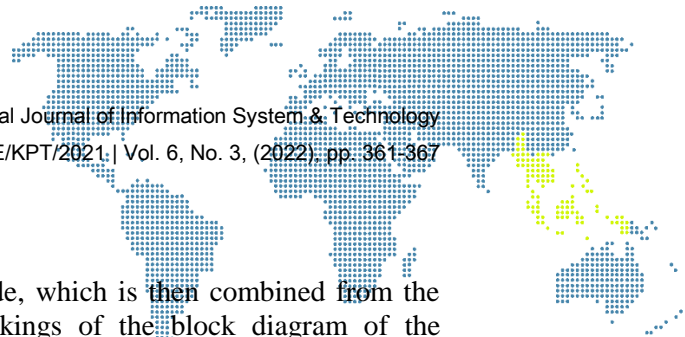 al Journal of Information System & Technology
E/KPT/2021 | Vol. 6, No. 3, (2022), pp. 361-367
le, which is then combined from the
kings of the block diagram of the